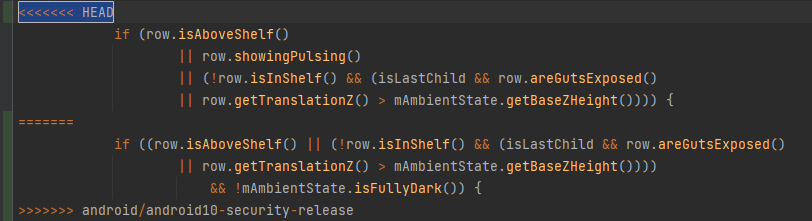 <<<<<<< HEAD
            if (row.isAboveShelf()
                    || row.showingPulsing()
                    || (!row.isInShelf() && (isLastChild && row.areGutsExposed()
                    || row.getTranslationZ() > mAmbientState.getBaseZHeight()))) {
=======
            if ((row.isAboveShelf() || (!row.isInShelf() && (isLastChild && row.areGutsExposed()
                    || row.getTranslationZ() > mAmbientState.getBaseZHeight())))
                        && !mAmbientState.isFullyDark()) {
>>>>>>> android/android10-security-release